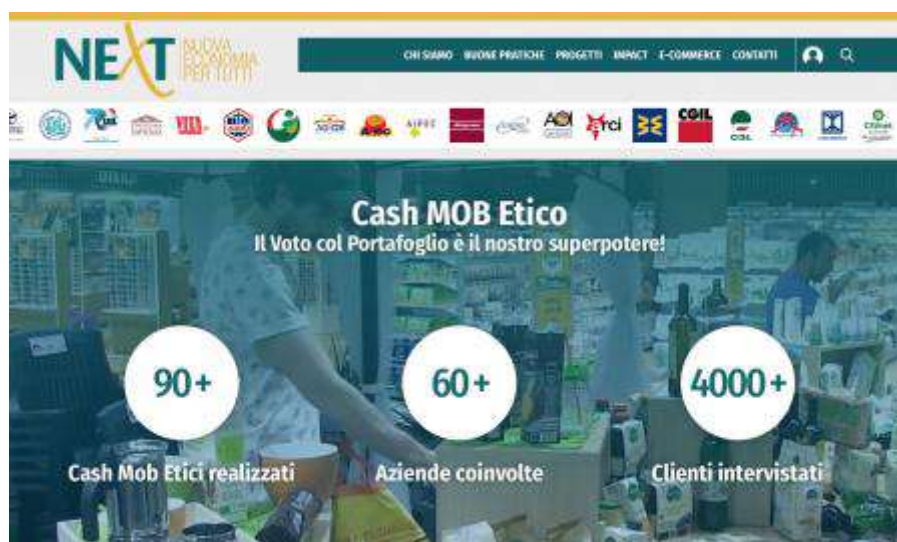 NEXT
NUOVA
ECONOMIA
PER TUTTI
CHI SIAMO BUONE PRATICHE PROGETTI IMPACT E-COMMERCE CONTATTI
arci
CGIL
Cash MOB Etico
Il Voto col Portafoglio è il nostro superpotere!
90+
60+
4000+
Cash Mob Etici realizzati
Aziende coinvolte
Clienti intervistati